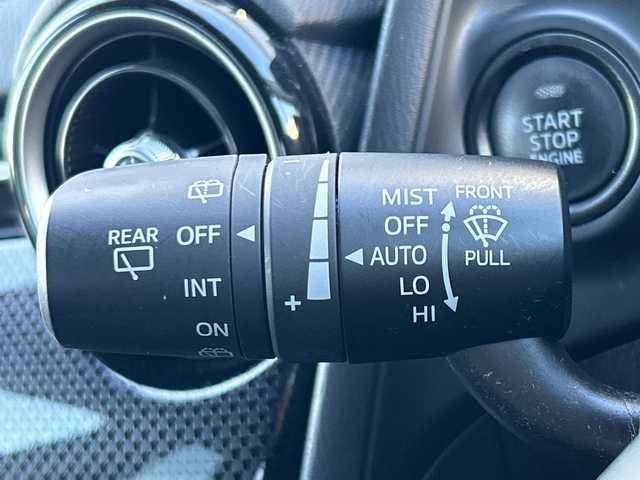 START
STOP
ENGINE
REAR
OFF
INT
ON
−
+
MIST
OFF
AUTO
LO
HI
FRONT
PULL